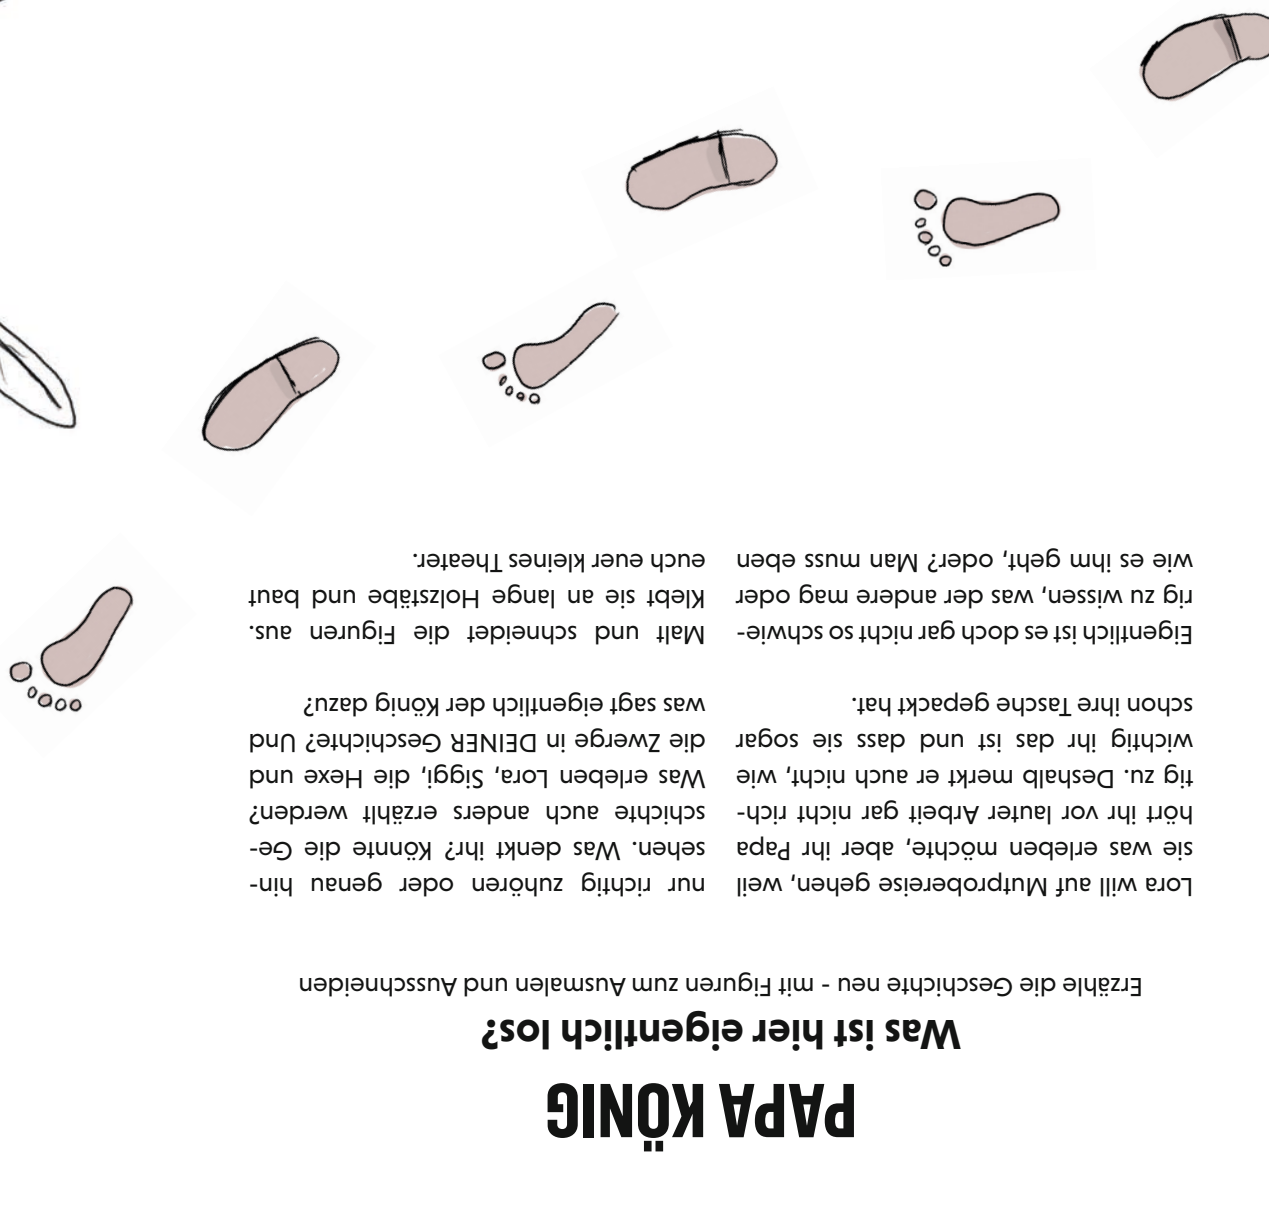 PAPA KÖNIG
Was ist hier eigentlich los?
Erzähle die Geschichte neu - mit Figuren zum Ausmalen und Ausschneiden
Lora will auf Mutprobereise gehen, weil
sie was erleben möchte, aber ihr Papa
hört ihr vor lauter Arbeit gar nicht rich-
tig zu. Deshalb merkt er auch nicht, wie
wichtig ihr das ist und dass sie sogar
schon ihre Tasche gepackt hat.
Eigentlich ist es doch gar nicht so schwie-
rig zu wissen, was der andere mag oder
wie es ihm geht, oder? Man muss eben
nur richtig zuhören oder genau hin-
sehen. Was denkt ihr? Könnte die Ge-
schichte auch anders erzählt werden?
Was erleben Lora, Siggi, die Hexe und
die Zwerge in DEINER Geschichte? Und
was sagt eigentlich der König dazu?
Malt und schneidet die Figuren aus.
Klebt sie an lange Holzstäbe und baut
euch euer kleines Theater.